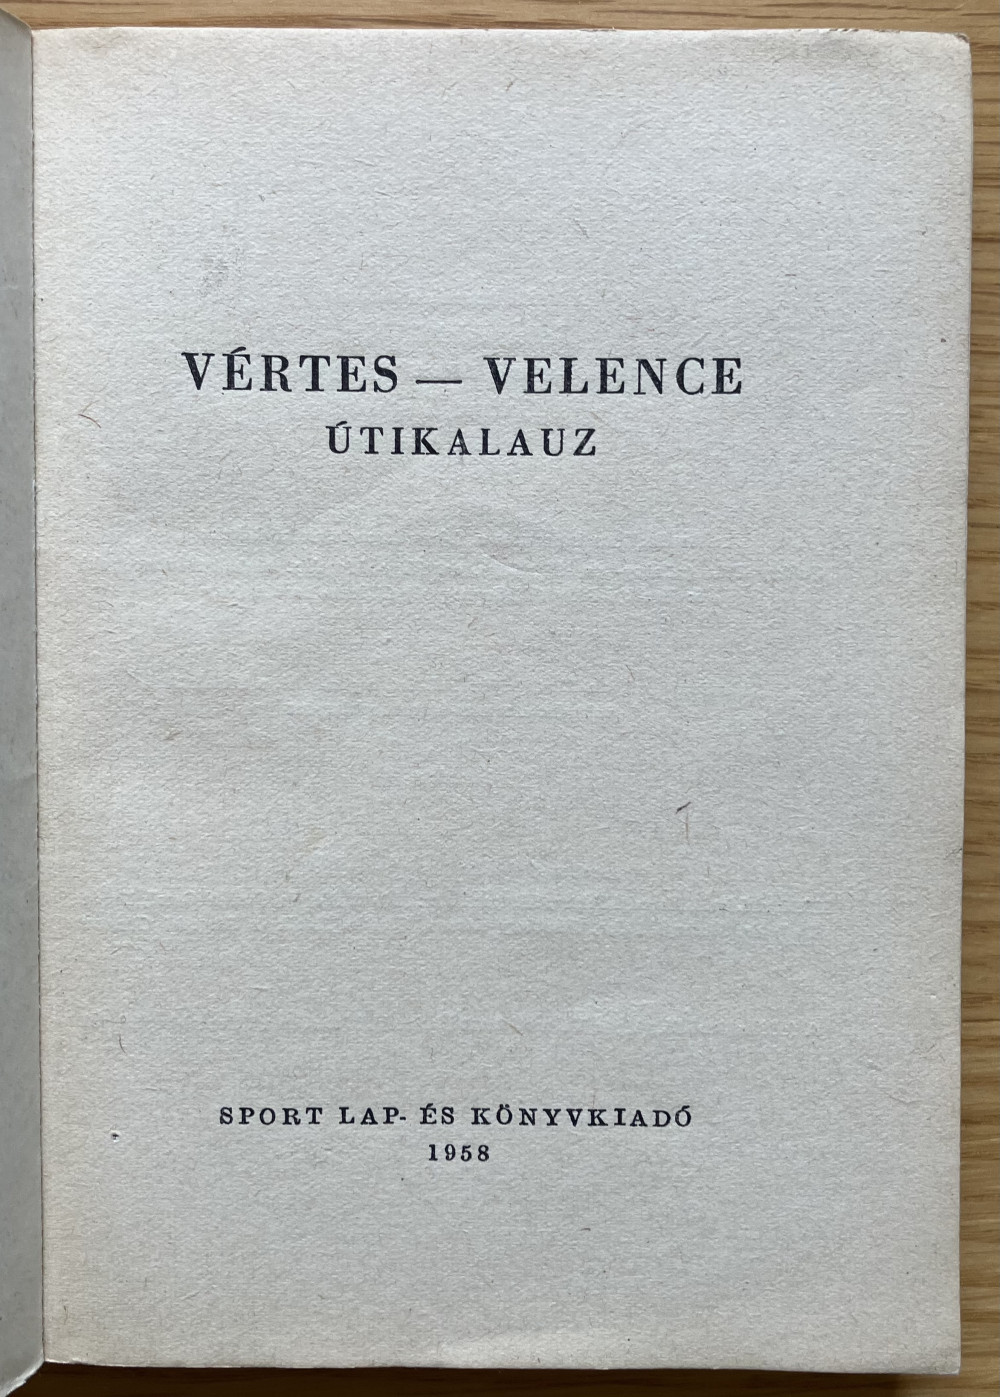 VÉRTES — VELENCE
ÚTIKALAUZ
SPORT LAP- ÉS KÖNYVKIADÓ
1958